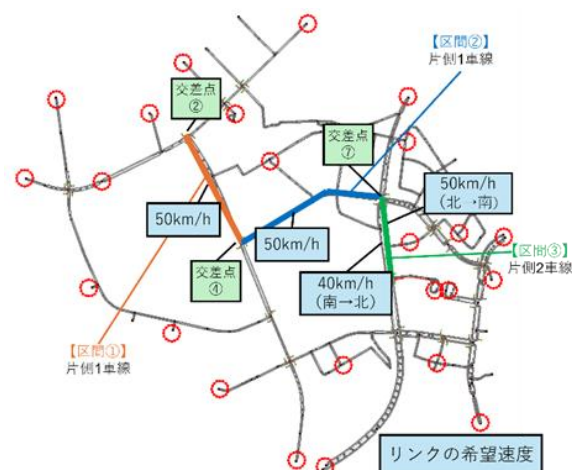 【区間②】
片側1車線
交差点
②
交差点
⑦
50km/h
(北→南)
50km/h
50km/h
【区間③】
片側2車線
交差点
④
40km/h
(南→北)
【区間①】
片側1車線
リンクの希望速度